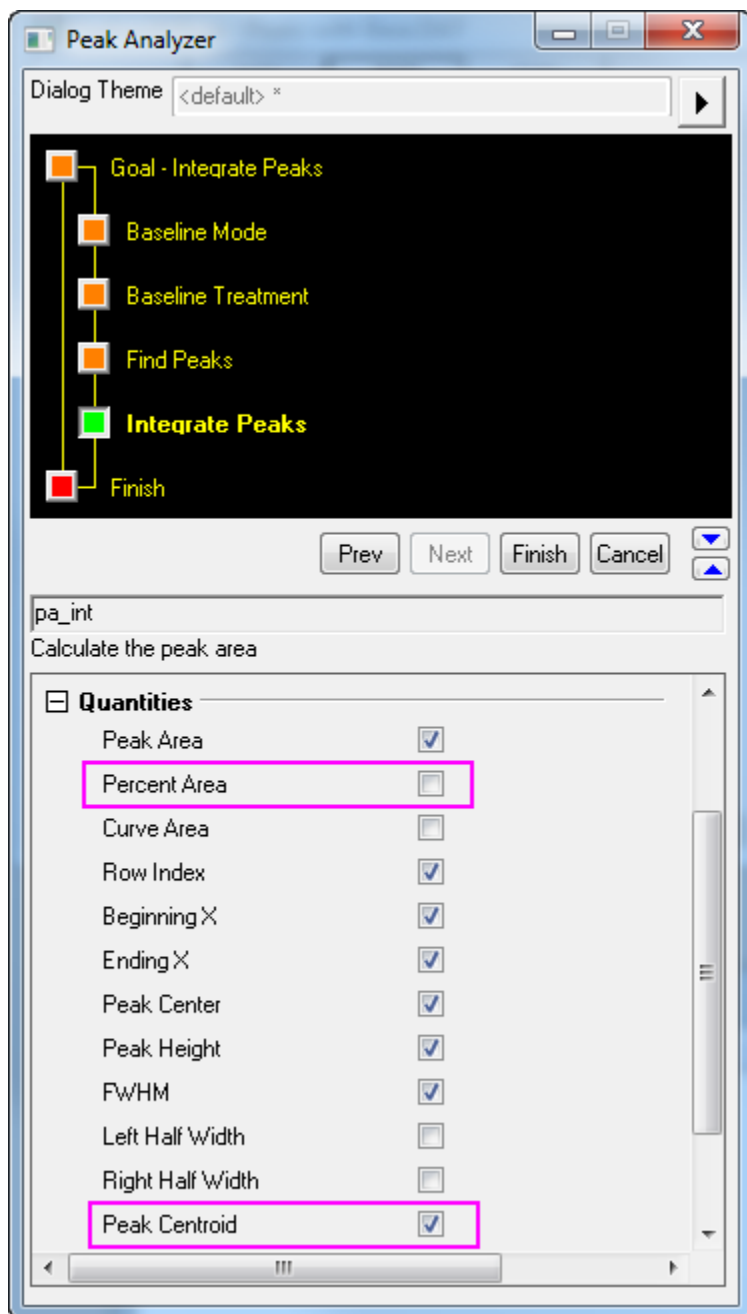 Peak Analyzer
Dialog Theme <default> *
Goal - Integrate Peaks
Baseline Mode
Baseline Treatment
Find Peaks
Integrate Peaks
Finish
Prev Next Finish Cancel
pa_int
Calculate the peak area
Quantities
Peak Area
Percent Area
Curve Area
Row Index
Beginning X
Ending X
Peak Center
Peak Height
FWHM
Left Half Width
Right Half Width
Peak Centroid